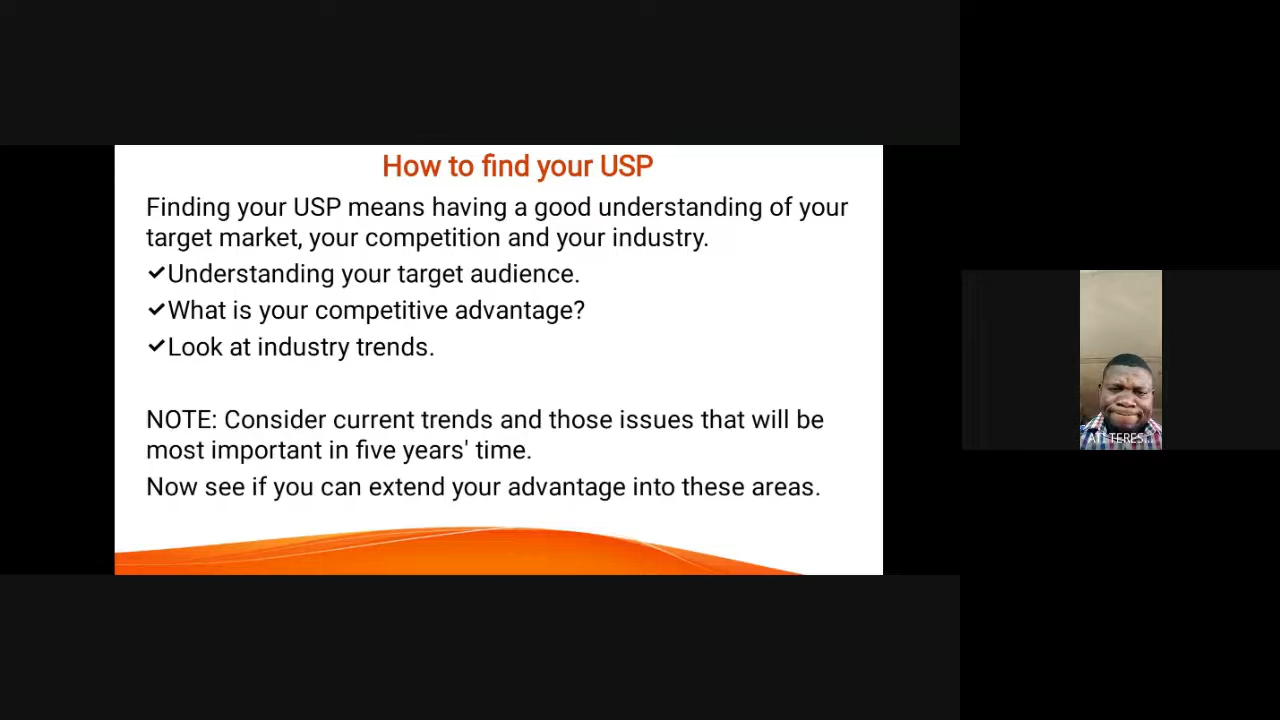 How to find your USP
Finding your USP means having a good understanding of your
target market, your competition and your industry.
✓Understanding your target audience.
✓What is your competitive advantage?
✓Look at industry trends.
NOTE: Consider current trends and those issues that will be
most important in five years' time.
Now see if you can extend your advantage into these areas.
ATI TERES...